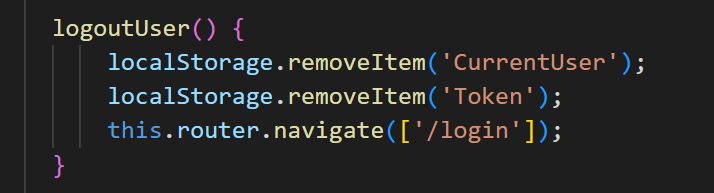 logoutUser() {
localStorage.removeItem('CurrentUser');
localStorage.removeItem('Token');
this.router.navigate(['/login']);
}